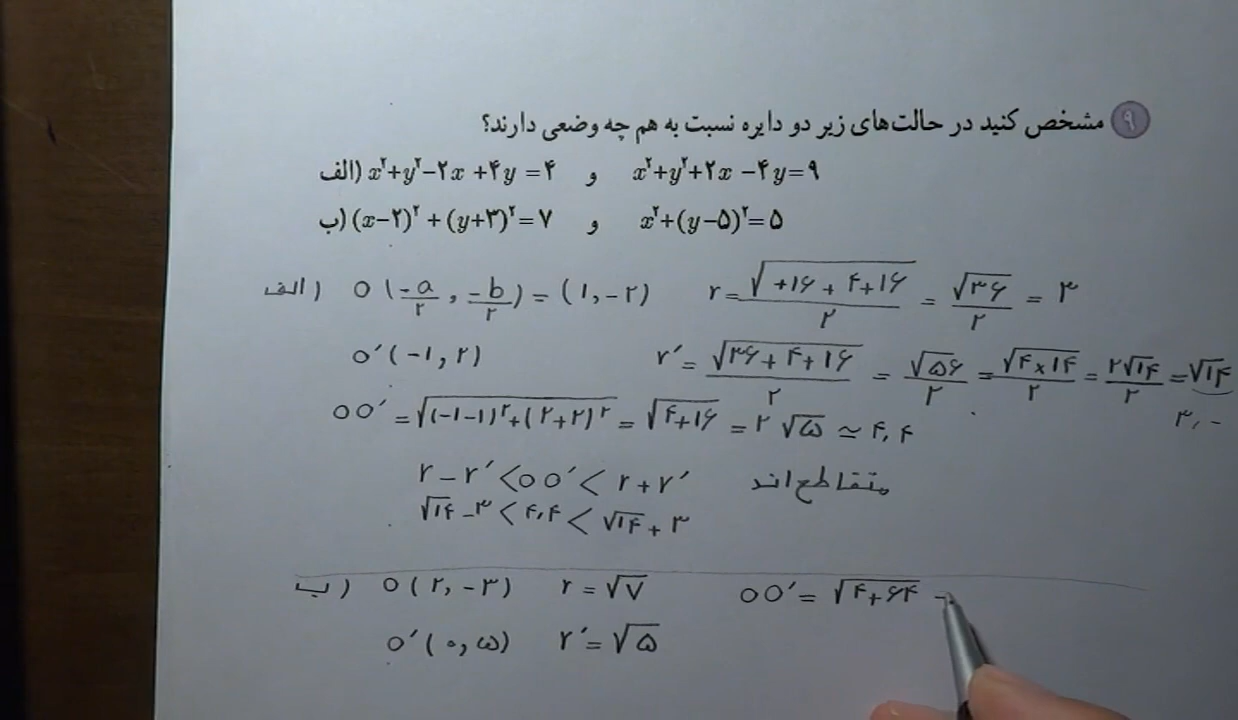 ۹ مشخص کنید در حالت‌های زیر دو دایره نسبت به هم چه وضعی دارند؟
الف) x²+y²−۲x+۴y=۴ و x²+y²+۲x−۴y=۹
ب) (x−۲)²+(y+۳)²=۷ و x²+(y−۵)²=۵
الف) O(-a/۲, -b/۲) = (۱,-۲) r = √(+۱۶+۴+۱۶)/۲ = √۳۶/۲ = ۳
O′(-۱,۲) r′ = √(۳۶+۴+۱۶)/۲ = √۵۶/۲ = √(۴×۱۴)/۲ = ۲√۱۴/۲ = √۱۴
۳,-
OO′ = √((-۱-۱)²+(۲+۲)²) = √(۴+۱۶) = ۲√۵ ≃ ۴,۴
r-r′ < OO′ < r+r′ متقاطع اند
√۱۴-۳ < ۴,۴ < √۱۴+۳
ب) O(۲,-۳) r=√۷ OO′ = √(۴+۶۴) =
O′(۰,۵) r′=√۵